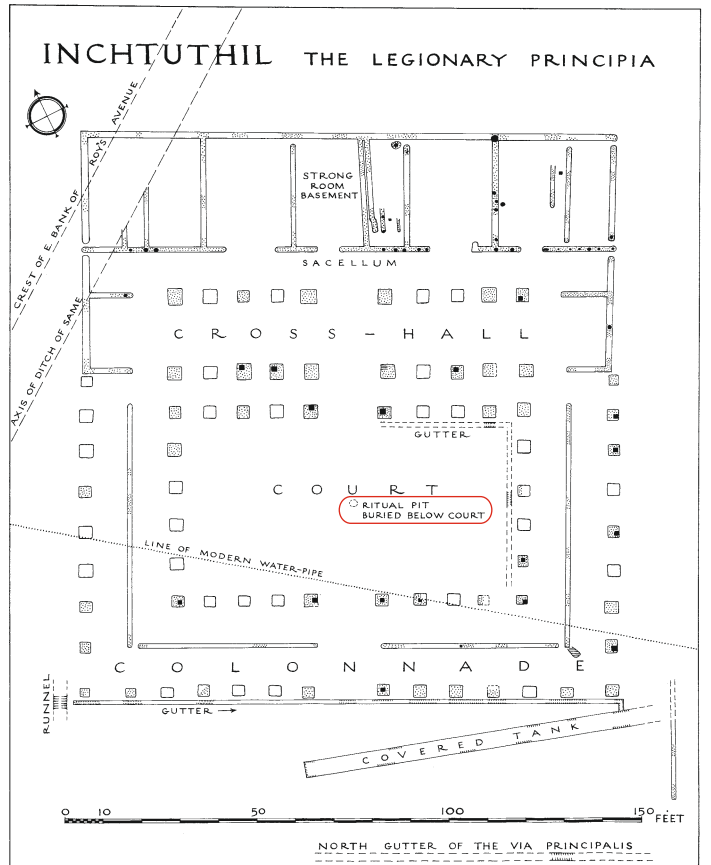 INCHTUTHIL THE LEGIONARY PRINCIPIA
CREST OF E. BANK OF ROY'S AVENUE
AXIS OF DITCH OF SAME
STRONG
ROOM
BASEMENT
SACELLUM
CROSS-HALL
GUTTER
COURT
RITUAL PIT
BURIED BELOW COURT
LINE OF MODERN WATER-PIPE
COLONNADE
RUNNEL
GUTTER →
COVERED TANK
0 10 50 100 150 FEET
NORTH GUTTER OF THE VIA PRINCIPALIS